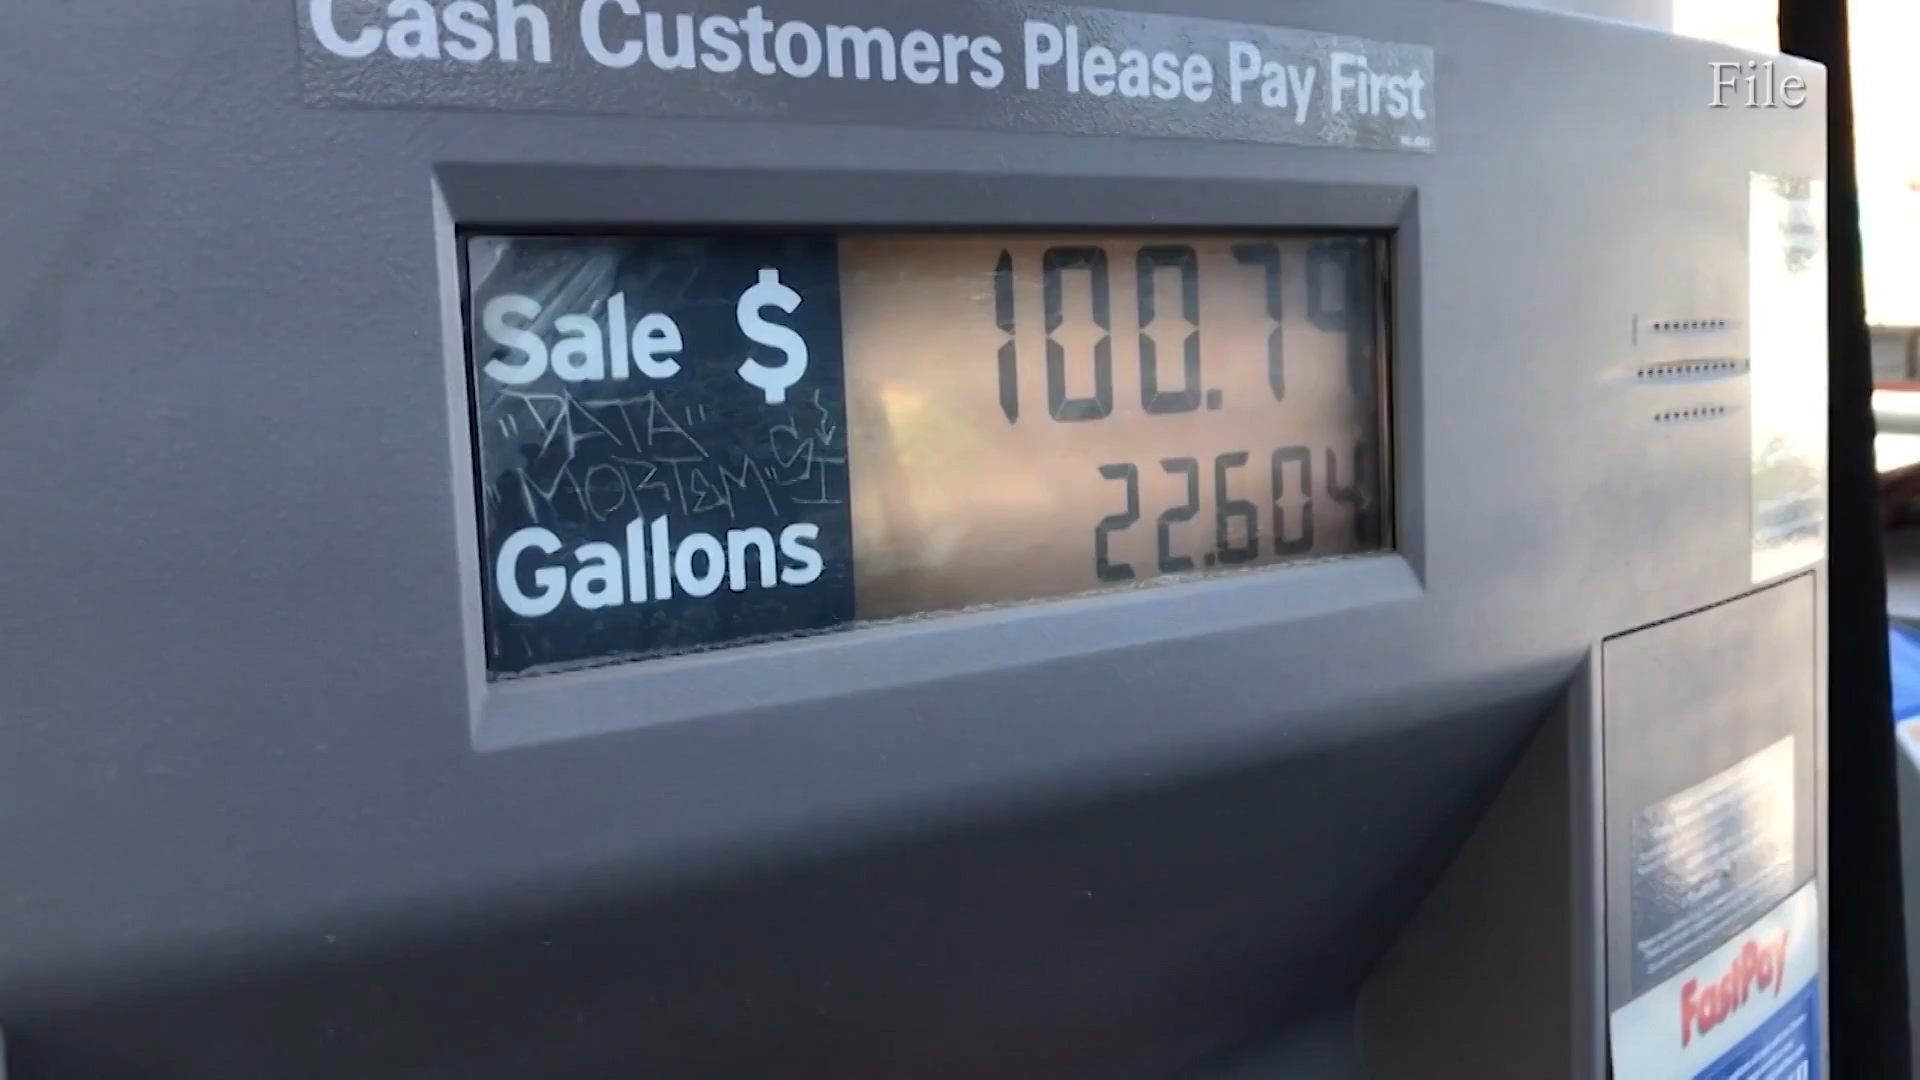 Cash Customers Please Pay First
File
Sale $ 100.79
"DATA"
"MORTEM"
Gallons 22.604
FastPay